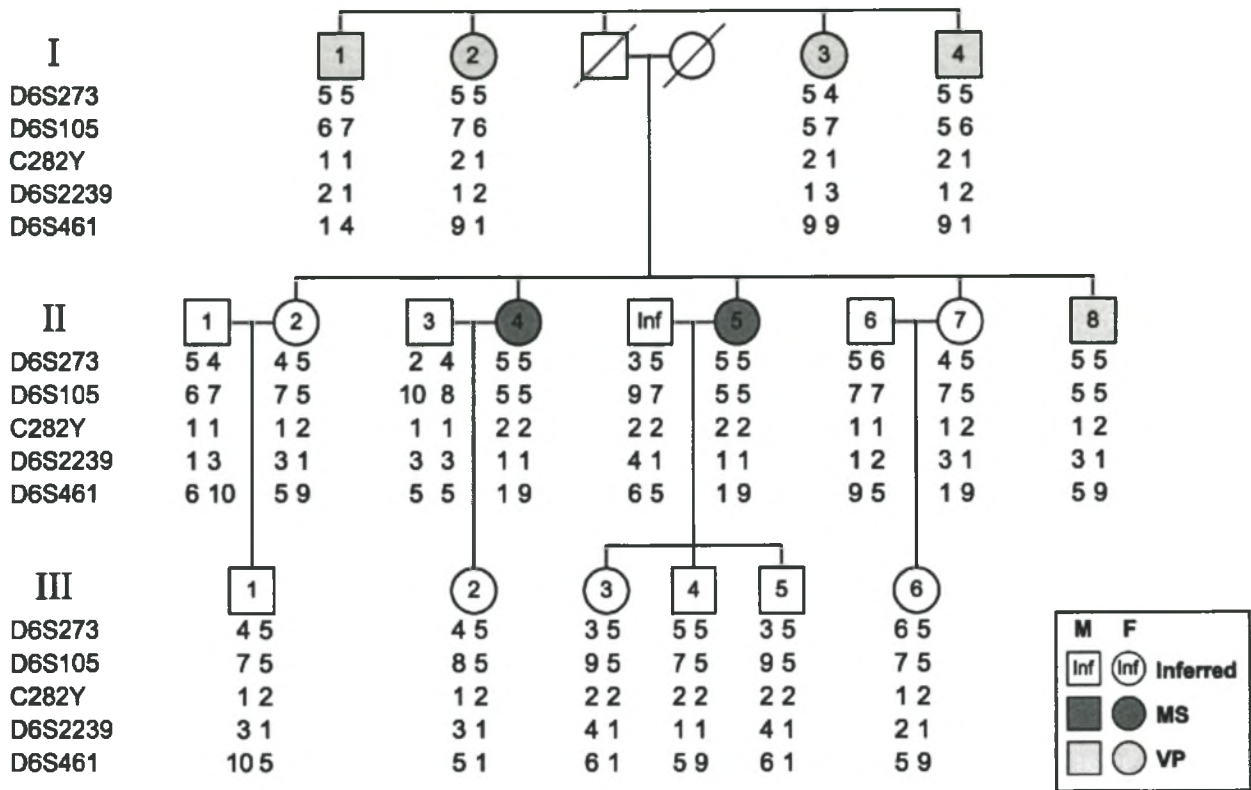 I
1 2 3 4
D6S273 5 5 5 5 5 4 5 5
D6S105 6 7 7 6 5 7 5 6
C282Y 1 1 2 1 2 1 2 1
D6S2239 2 1 1 2 1 3 1 2
D6S461 1 4 9 1 9 9 9 1
II
1 2 3 4 Inf 5 6 7 8
D6S273 5 4 4 5 2 4 5 5 3 5 5 5 5 6 4 5 5 5
D6S105 6 7 7 5 10 8 5 5 9 7 5 5 7 7 7 5 5 5
C282Y 1 1 1 2 1 1 2 2 2 2 2 2 1 1 1 2 1 2
D6S2239 1 3 3 1 3 3 1 1 4 1 1 1 1 2 3 1 3 1
D6S461 6 10 5 9 5 5 1 9 6 5 1 9 9 5 1 9 5 9
III
1 2 3 4 5 6
D6S273 4 5 4 5 3 5 5 5 3 5 6 5
D6S105 7 5 8 5 9 5 7 5 9 5 7 5
C282Y 1 2 1 2 2 2 2 2 2 2 1 2
D6S2239 3 1 3 1 4 1 1 1 4 1 2 1
D6S461 10 5 5 1 6 1 5 9 6 1 5 9
M F
Inf Inf Inferred
MS
VP